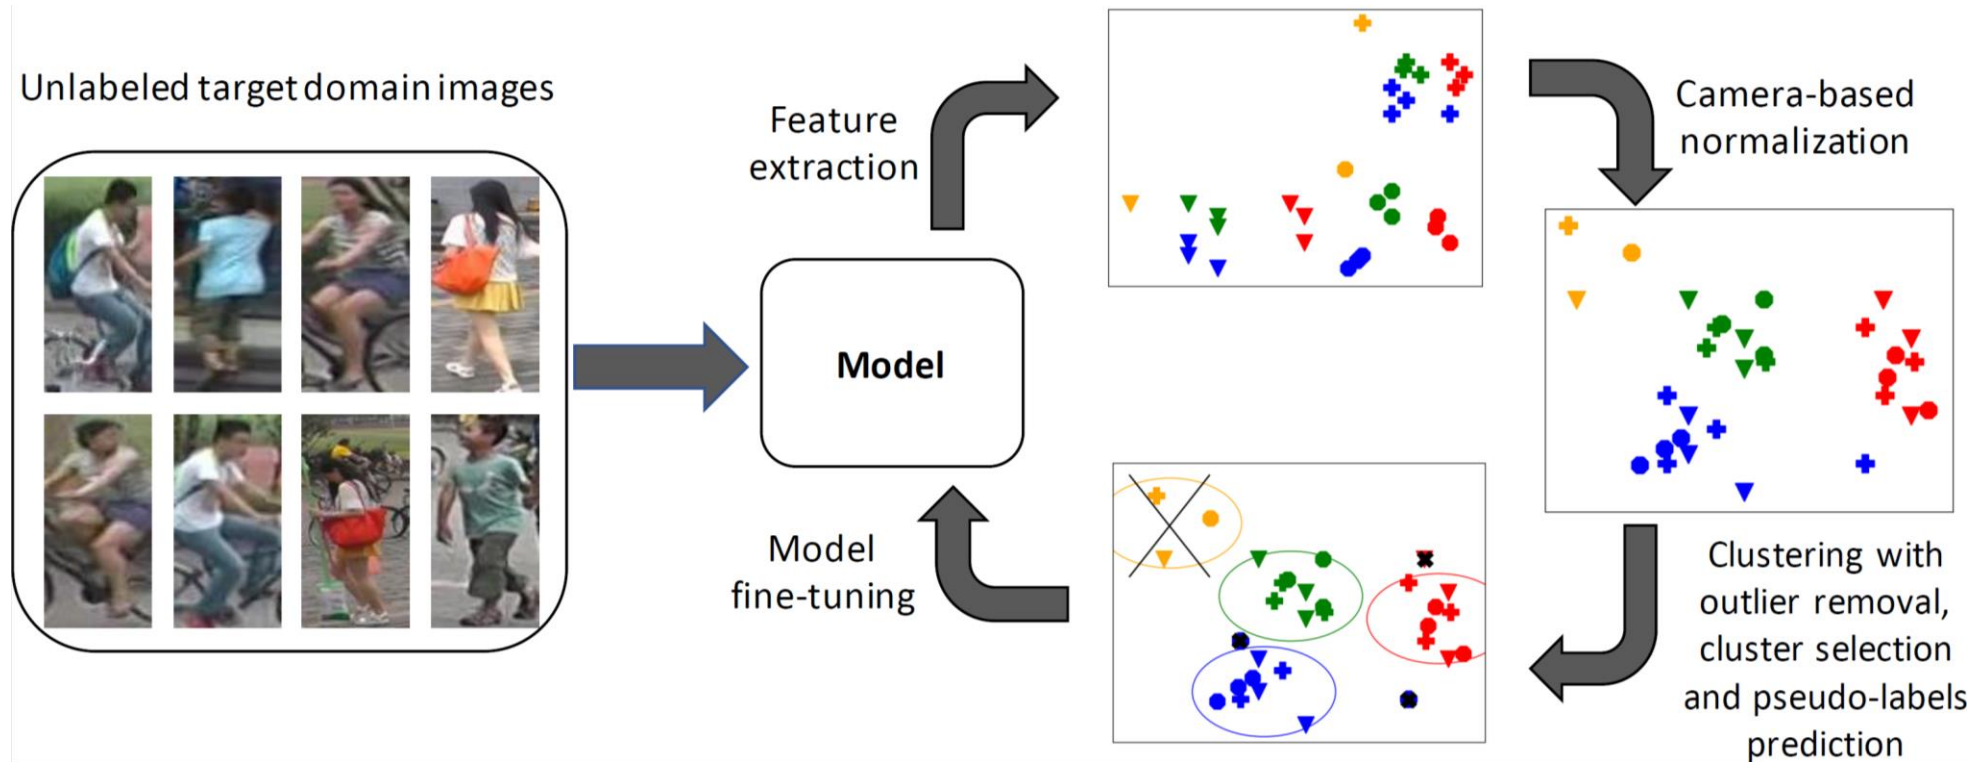 Unlabeled target domain images
Feature
extraction
Camera-based
normalization
Model
Model
fine-tuning
Clustering with
outlier removal,
cluster selection
and pseudo-labels
prediction